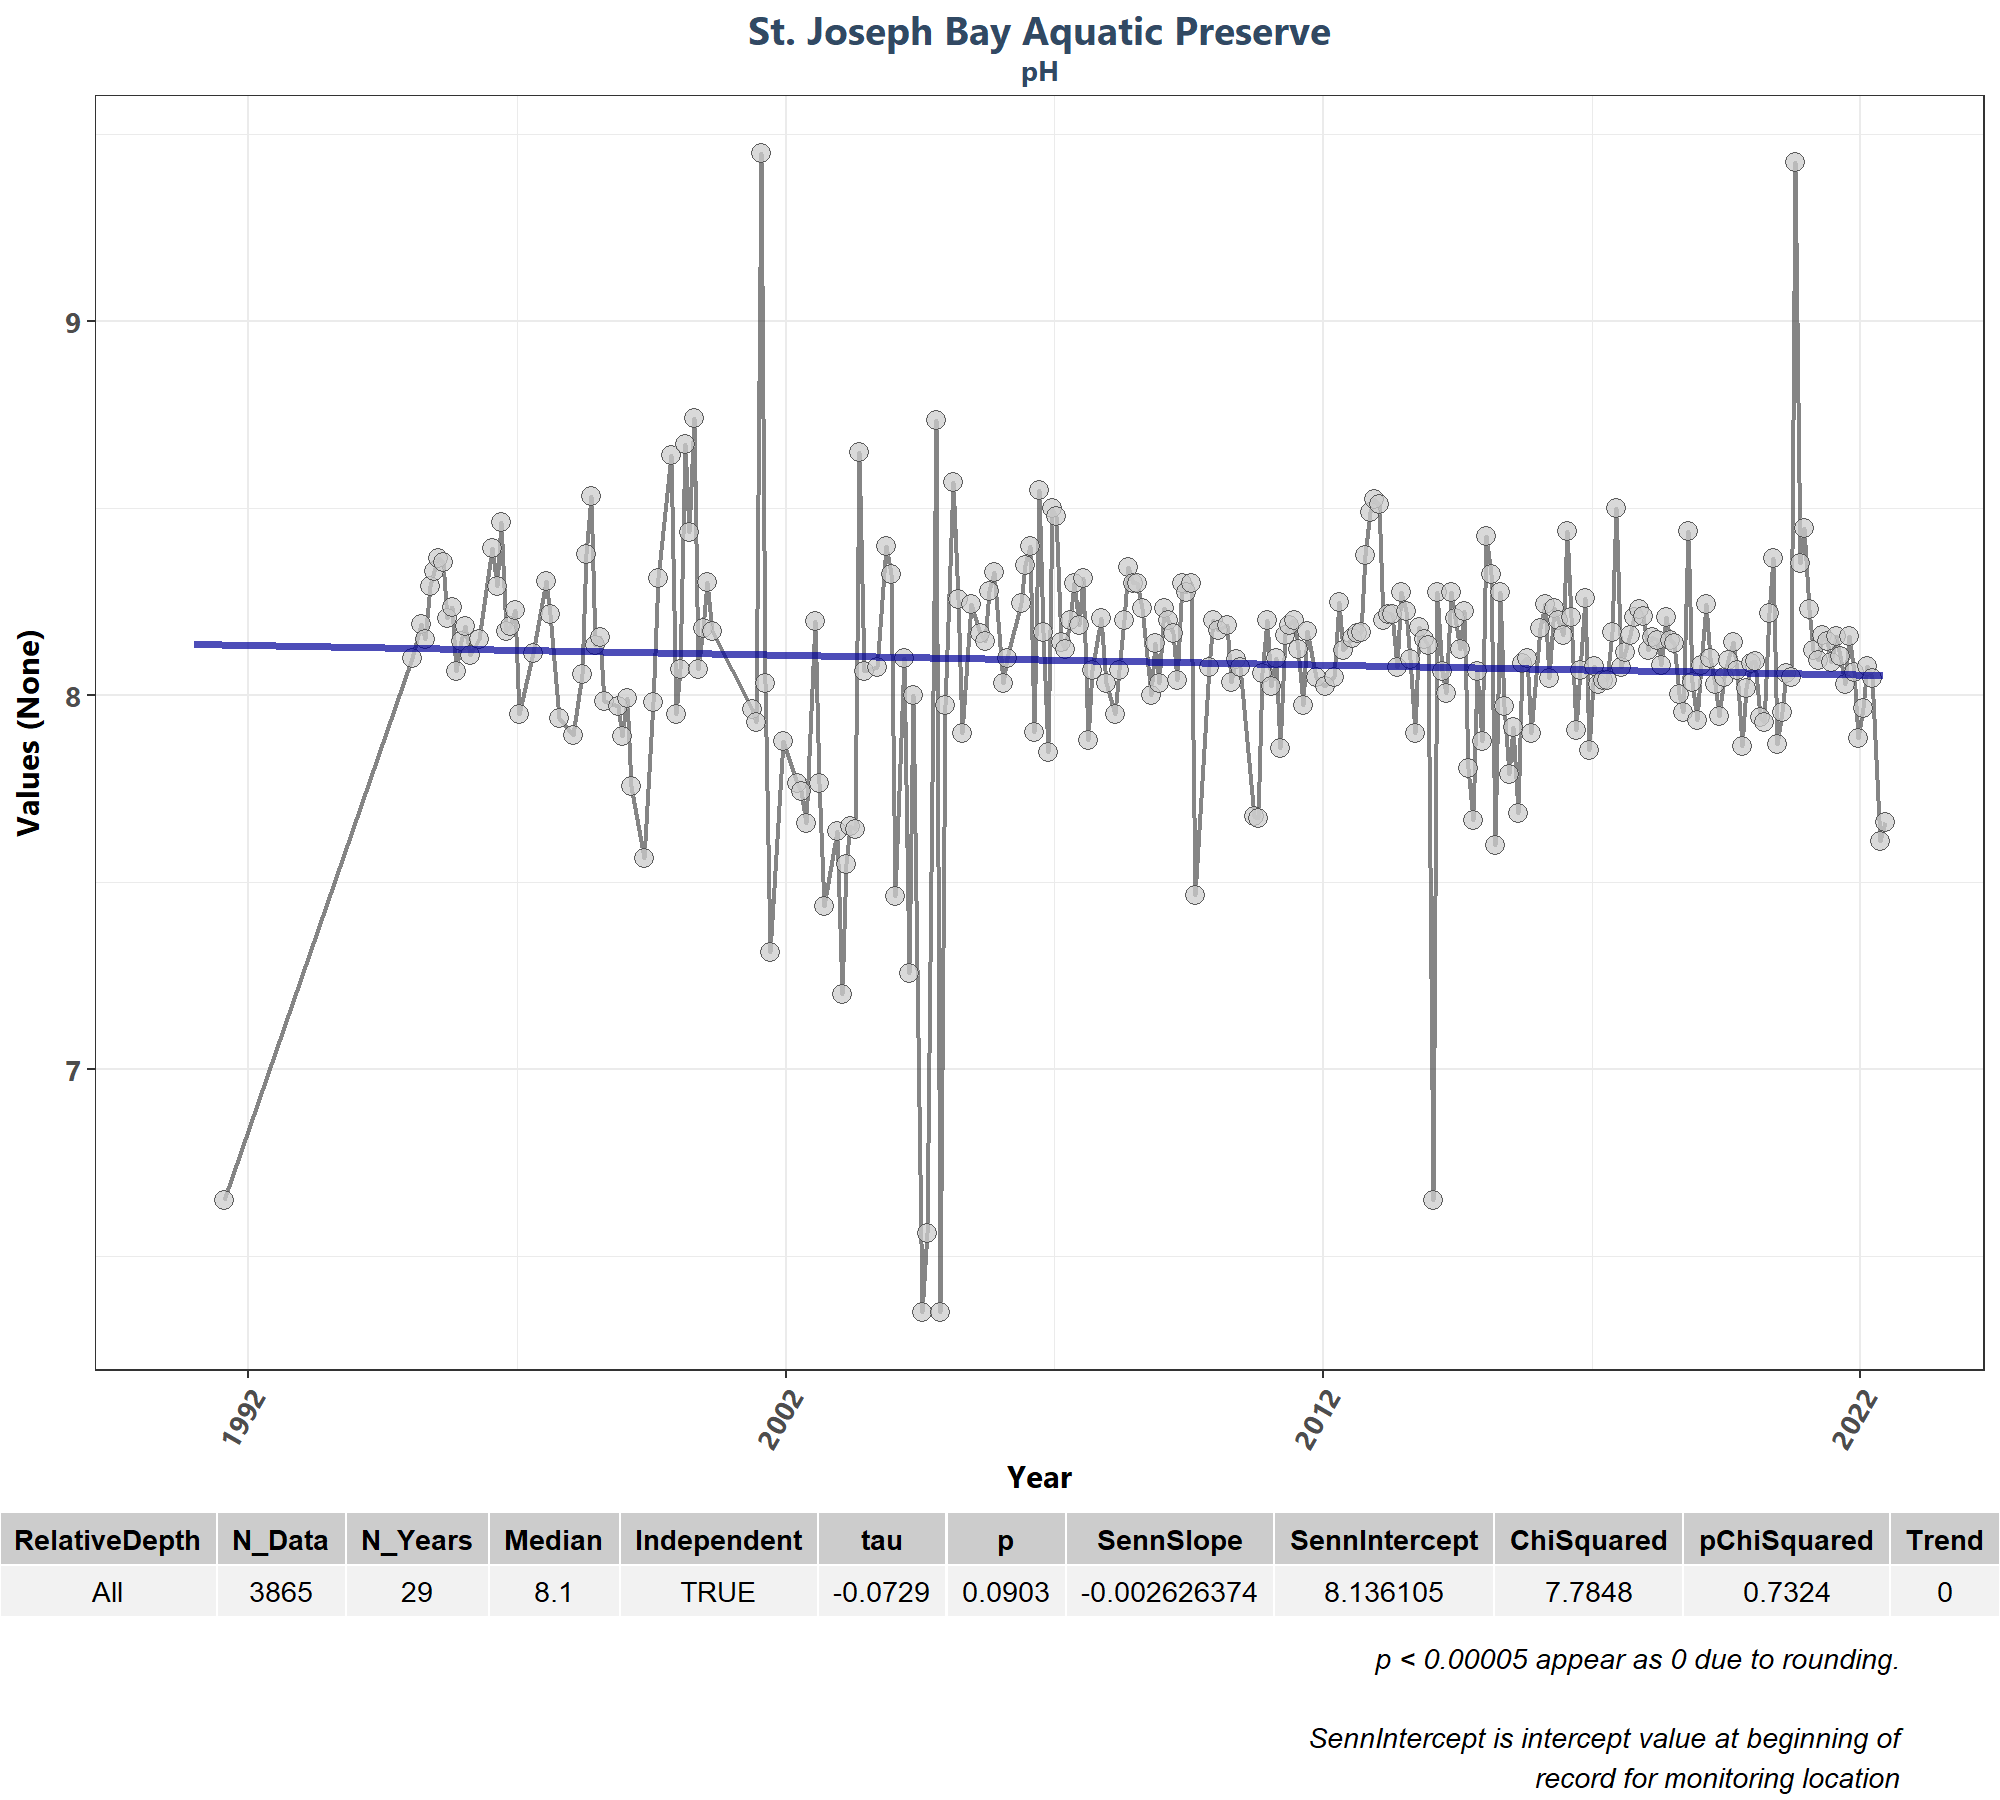 St. Joseph Bay Aquatic Preserve
pH
Values (None)
9
8
7
1992
2002
2012
2022
Year
RelativeDepth N_Data N_Years Median Independent tau p SennSlope SennIntercept ChiSquared pChiSquared Trend
All 3865 29 8.1 TRUE -0.0729 0.0903 -0.002626374 8.136105 7.7848 0.7324 0
p < 0.00005 appear as 0 due to rounding.
SennIntercept is intercept value at beginning of
record for monitoring location